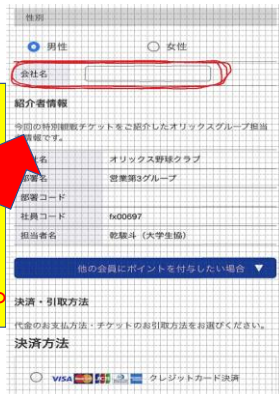 性別
男性
女性
会社名
紹介者情報
今回の特別観戦チケットをご紹介したオリックスグループ担当
情報です。
社名
オリックス野球クラブ
部署名
営業第3グループ
部署コード
社員コード
fx00697
担当者名
乾駿斗（大学生協）
他の会員にポイントを付与したい場合 ▼
決済・引取方法
代金のお支払方法・チケットのお引取方法をお選びください。
決済方法
VISA
クレジットカード決済